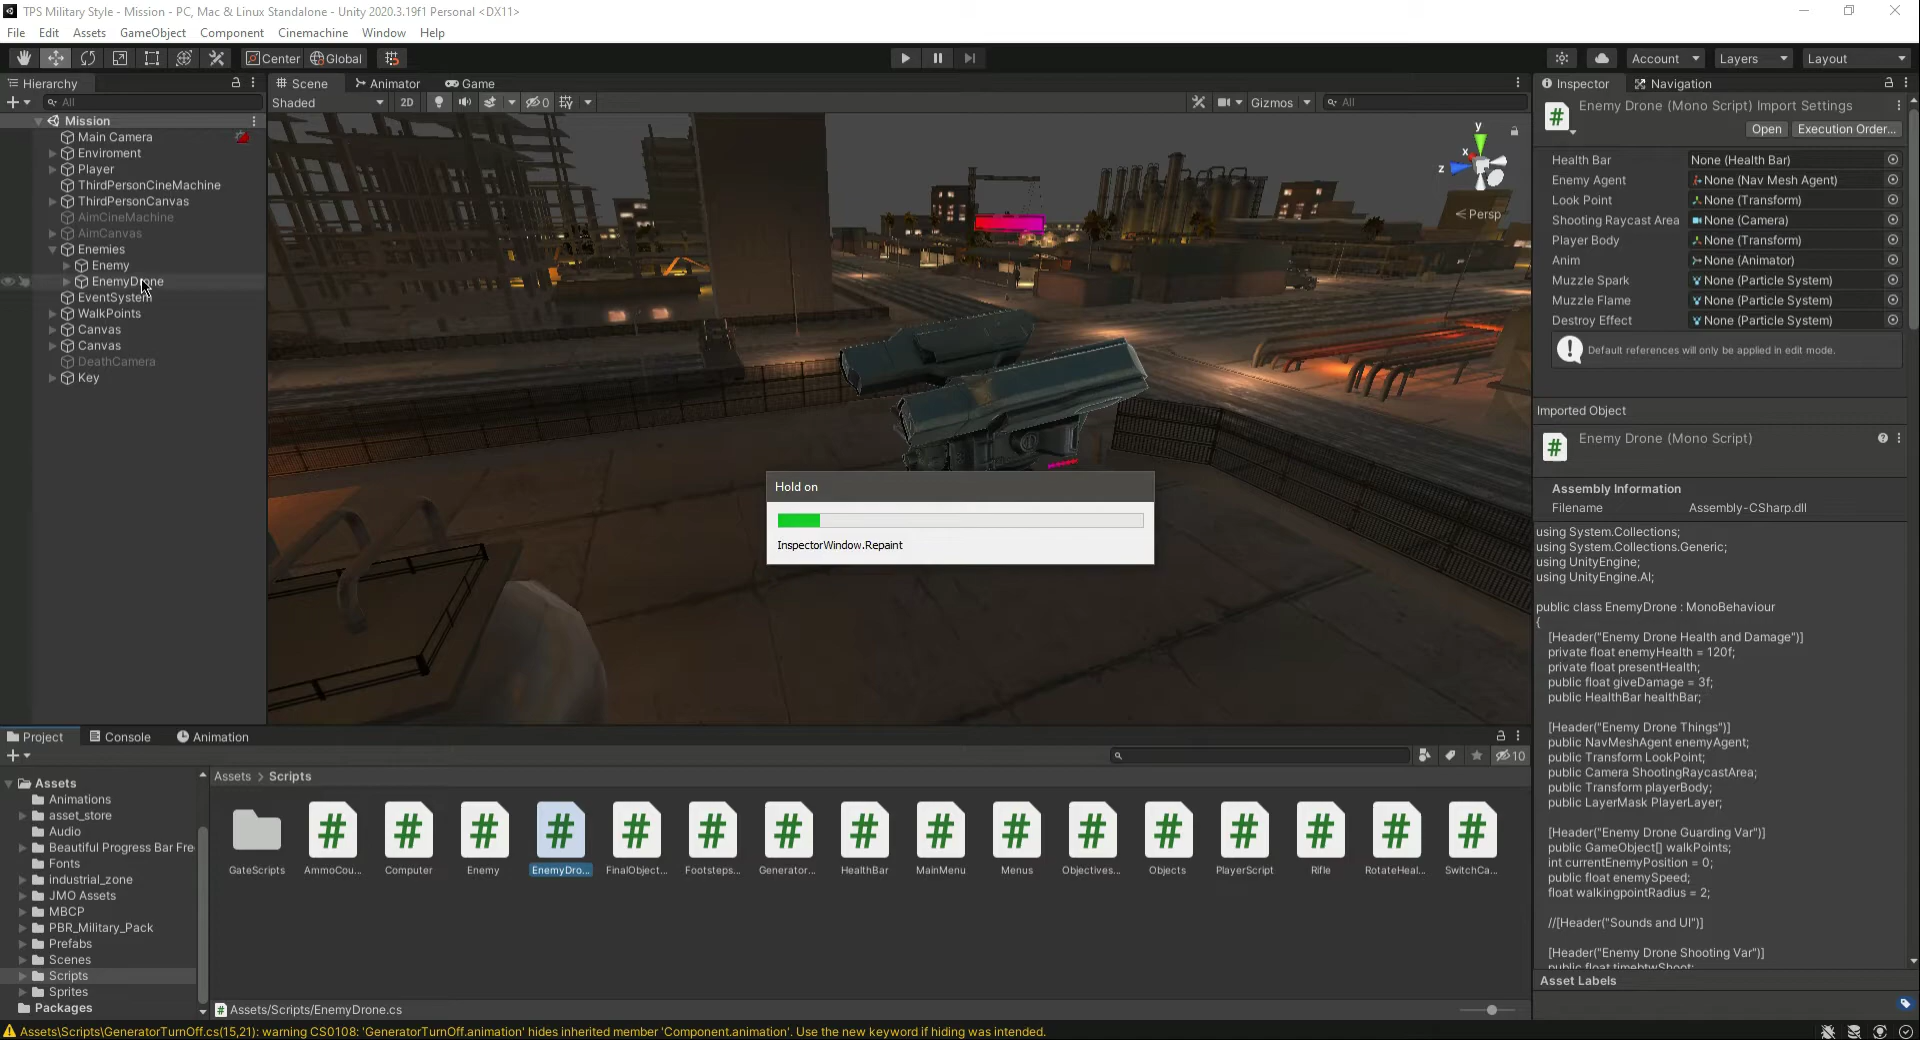 TPS Military Style - Mission - PC, Mac & Linux Standalone - Unity 2020.3.19f1 Personal <DX11>
File Edit Assets GameObject Component Cinemachine Window Help
Center Global
Account Layers Layout
Hierarchy
All
Mission
Main Camera
Enviroment
Player
ThirdPersonCineMachine
ThirdPersonCanvas
AimCineMachine
AimCanvas
Enemies
Enemy
EnemyDrone
EventSystem
WalkPoints
Canvas
Canvas
DeathCamera
Key
Scene Animator Game
Shaded 2D 0 Gizmos All
y
x
z
Persp
Hold on
InspectorWindow.Repaint
Inspector Navigation
Enemy Drone (Mono Script) Import Settings
Open Execution Order...
Health Bar None (Health Bar)
Enemy Agent None (Nav Mesh Agent)
Look Point None (Transform)
Shooting Raycast Area None (Camera)
Player Body None (Transform)
Anim None (Animator)
Muzzle Spark None (Particle System)
Muzzle Flame None (Particle System)
Destroy Effect None (Particle System)
Default references will only be applied in edit mode.
Imported Object
Enemy Drone (Mono Script)
Assembly Information
Filename Assembly-CSharp.dll
using System.Collections;
using System.Collections.Generic;
using UnityEngine;
using UnityEngine.AI;
public class EnemyDrone : MonoBehaviour
{
[Header("Enemy Drone Health and Damage")]
private float enemyHealth = 120f;
private float presentHealth;
public float giveDamage = 3f;
public HealthBar healthBar;
[Header("Enemy Drone Things")]
public NavMeshAgent enemyAgent;
public Transform LookPoint;
public Camera ShootingRaycastArea;
public Transform playerBody;
public LayerMask PlayerLayer;
[Header("Enemy Drone Guarding Var")]
public GameObject[] walkPoints;
int currentEnemyPosition = 0;
public float enemySpeed;
float walkingpointRadius = 2;
//[Header("Sounds and UI")]
[Header("Enemy Drone Shooting Var")]
public float timebtwShoot;
Asset Labels
Project Console Animation
10
Assets
Animations
asset_store
Audio
Beautiful Progress Bar Fre
Fonts
industrial_zone
JMO Assets
MBCP
PBR_Military_Pack
Prefabs
Scenes
Scripts
Sprites
Packages
Assets > Scripts
GateScripts AmmoCou... Computer Enemy EnemyDro... FinalObject... Footsteps... Generator... HealthBar MainMenu Menus Objectives... Objects PlayerScript Rifle RotateHeal... SwitchCa...
Assets/Scripts/EnemyDrone.cs
Assets\Scripts\GeneratorTurnOff.cs(15,21): warning CS0108: 'GeneratorTurnOff.animation' hides inherited member 'Component.animation'. Use the new keyword if hiding was intended.